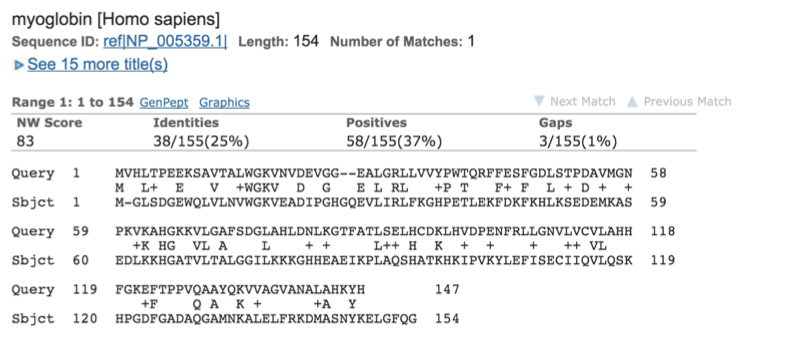 myoglobin [Homo sapiens]
Sequence ID: ref|NP_005359.1| Length: 154 Number of Matches: 1
See 15 more title(s)
Range 1: 1 to 154 GenPept Graphics Next Match Previous Match
NW Score Identities Positives Gaps
83 38/155(25%) 58/155(37%) 3/155(1%)
Query 1 MVHLTPEEKSAVTALWGKVNVDEVGG--EALGRLLVVYPWTQRFFESFGDLSTPDAVMGN 58
M L+ E V +WGKV D G E L RL +P T F+ F L + D + +
Sbjct 1 M-GLSDGEWQLVLNVWGKVEADIPGHGQEVLIRLFKGHPETLEKFDKFKHLKSEDEMKAS 59
Query 59 PKVKAHGKKVLGAFSDGLAHLDNLKGTFATLSELHCDKLHVDPENFRLLGNVLVCVLAHH 118
+K HG VL A L + + L++ H K + + + ++ VL
Sbjct 60 EDLKKHGATVLTALGGILKKKGHHEAEIKPLAQSHATKHKIPVKYLEFISECIIQVLQSK 119
Query 119 FGKEFTPPVQAAYQKVVAGVANALAHKYH 147
+F Q A K + +A Y
Sbjct 120 HPGDFGADAQGAMNKALELFRKDMASNYKELGFQG 154